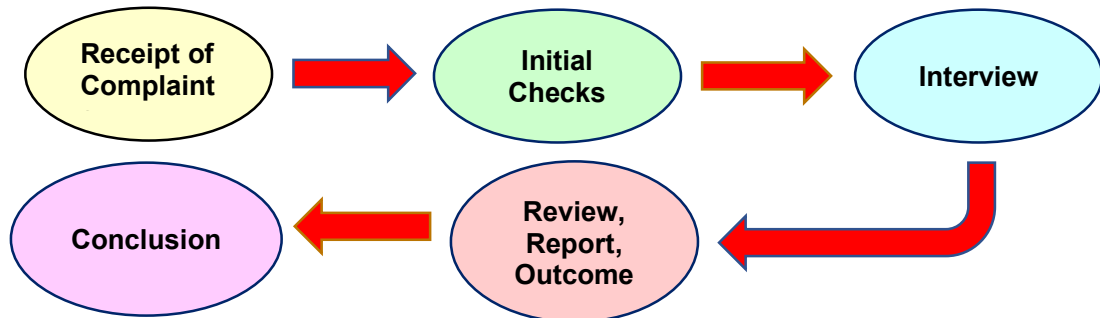 Receipt of
Complaint
Initial
Checks
Interview
Review,
Report,
Outcome
Conclusion